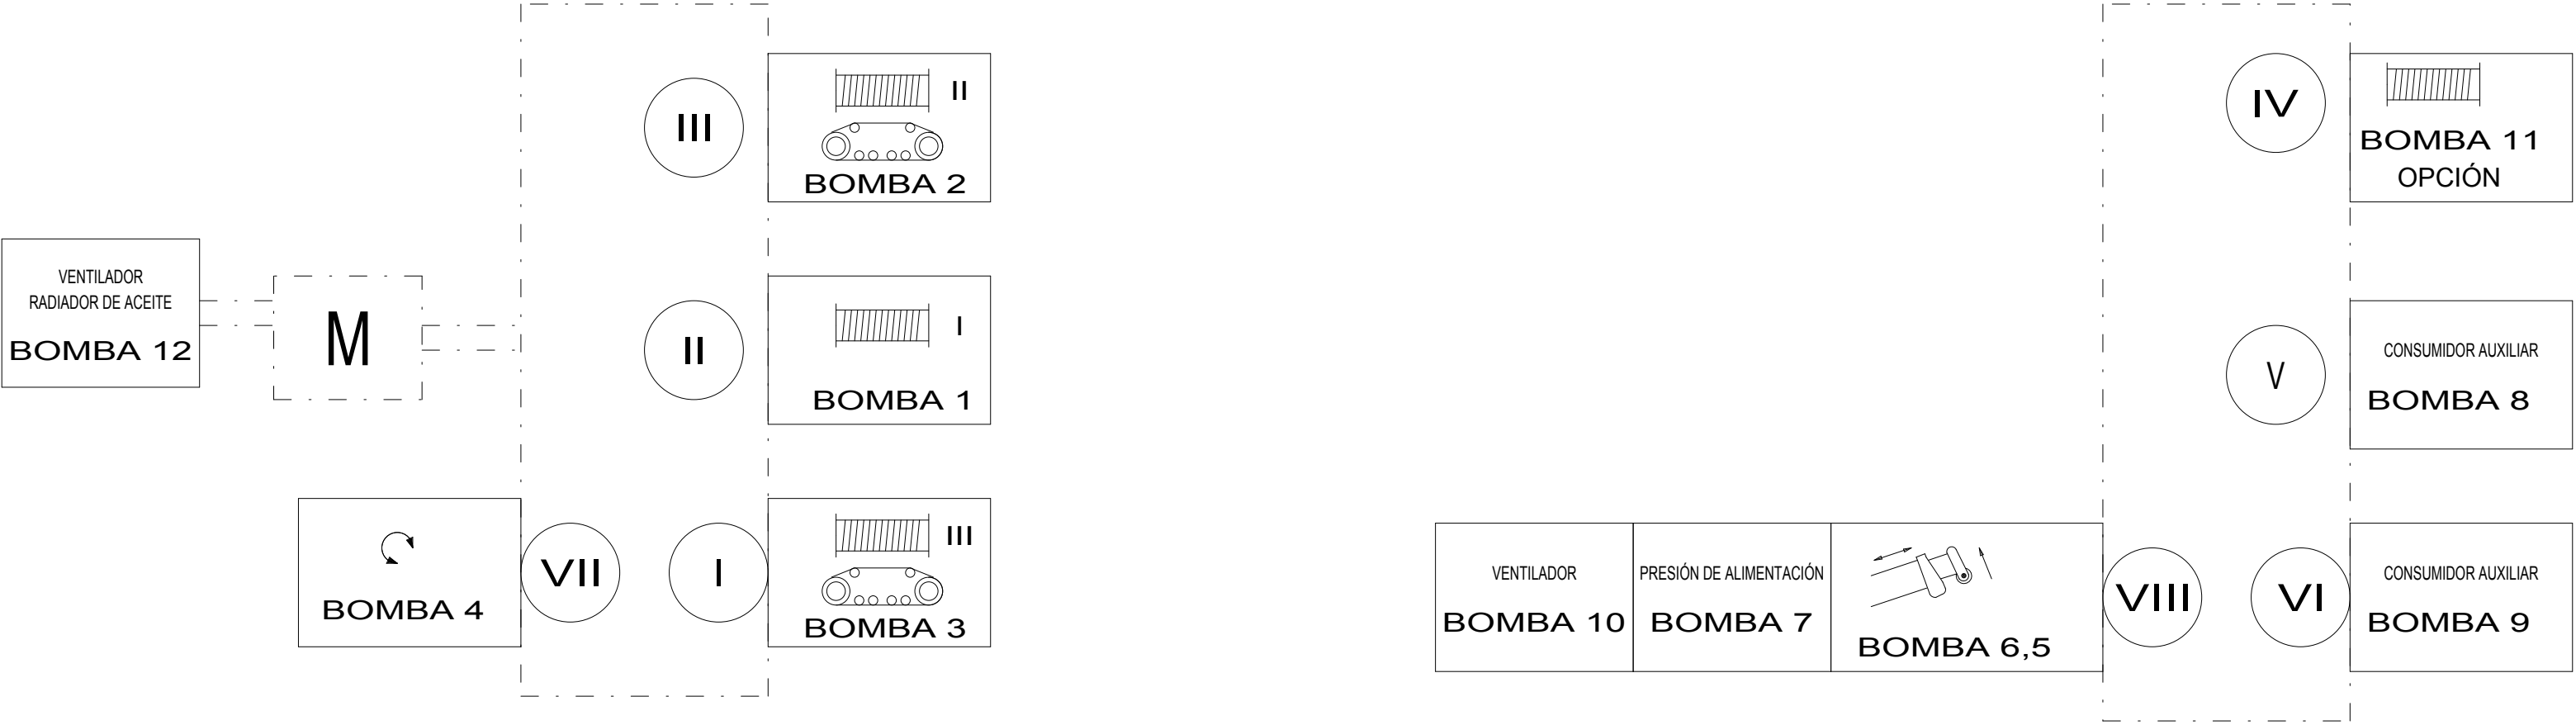 III
II
BOMBA 2
IV
BOMBA 11
OPCIÓN
VENTILADOR
RADIADOR DE ACEITE
BOMBA 12
M
II
I
BOMBA 1
V
CONSUMIDOR AUXILIAR
BOMBA 8
BOMBA 4
VII
I
III
BOMBA 3
VENTILADOR
BOMBA 10
PRESIÓN DE ALIMENTACIÓN
BOMBA 7
BOMBA 6,5
VIII
VI
CONSUMIDOR AUXILIAR
BOMBA 9